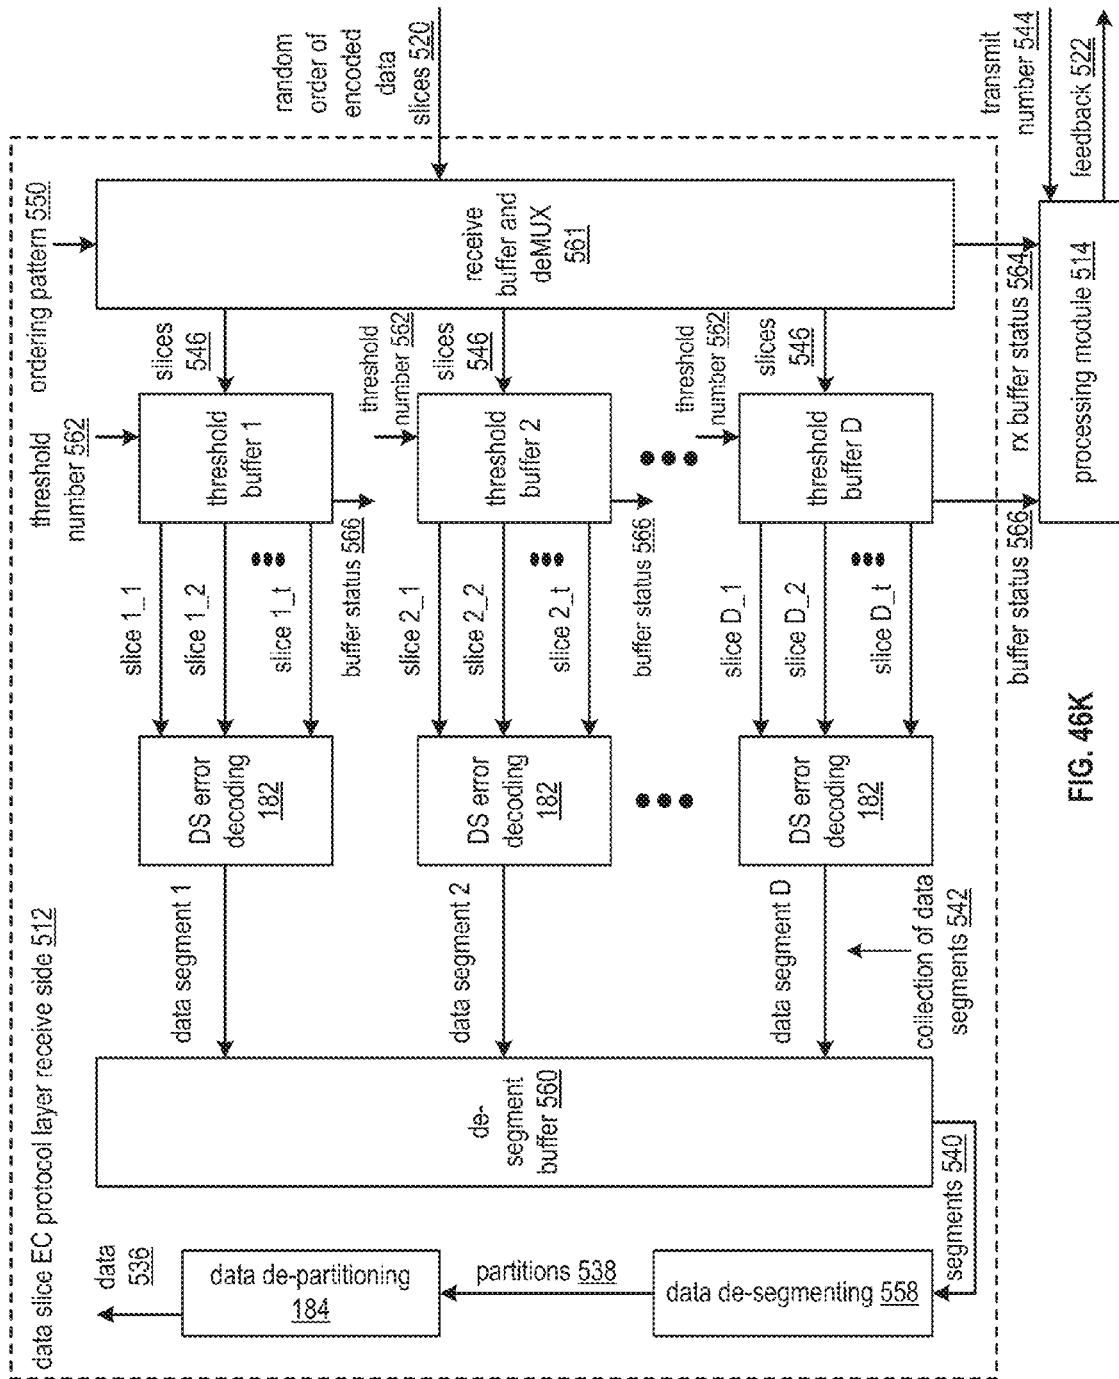 data slice EC protocol layer receive side 512
data
536
data de-partitioning
184
partitions 538
data de-segmenting 558
segments 540
de-
segment
buffer 560
data segment 1
data segment 2
data segment D
collection of data
segments 542
DS error
decoding
182
DS error
decoding
182
DS error
decoding
182
slice 1_1
slice 1_2
slice 1_t
buffer status 566
slice 2_1
slice 2_2
slice 2_t
buffer status 566
slice D_1
slice D_2
slice D_t
buffer status 566
threshold
number 562
threshold
buffer 1
threshold
number 562
threshold
buffer 2
threshold
number 562
threshold
buffer D
slices
546
slices
546
slices
546
ordering pattern 550
receive
buffer and
deMUX
561
rx buffer status 564
processing module 514
random
order of
encoded
data
slices 520
transmit
number 544
feedback 522
FIG. 46K